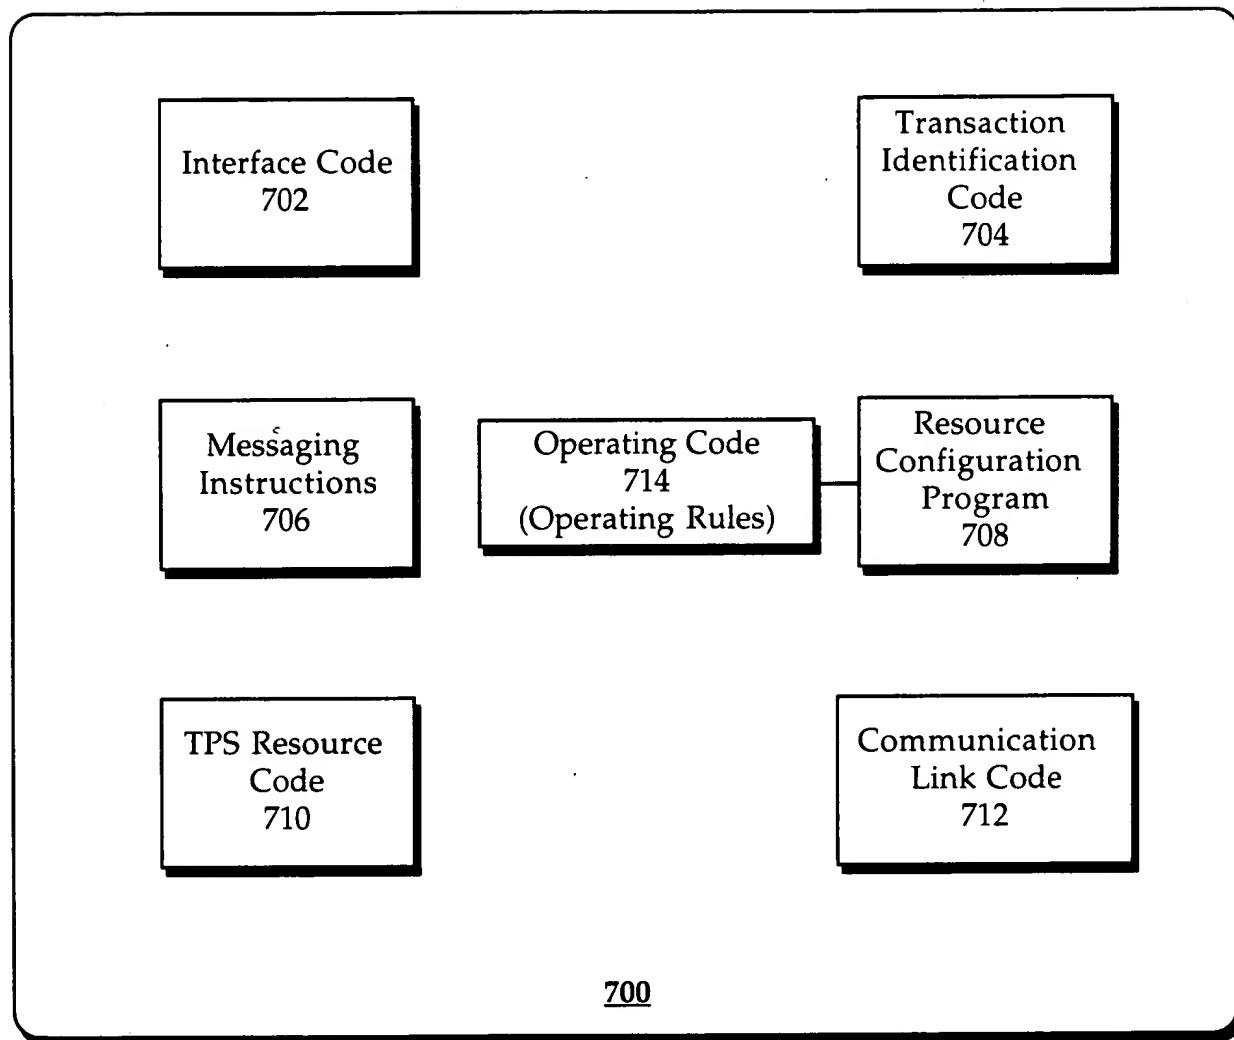 Interface Code
702
Transaction
Identification
Code
704
Messaging
Instructions
706
Operating Code
714
(Operating Rules)
Resource
Configuration
Program
708
TPS Resource
Code
710
Communication
Link Code
712
700